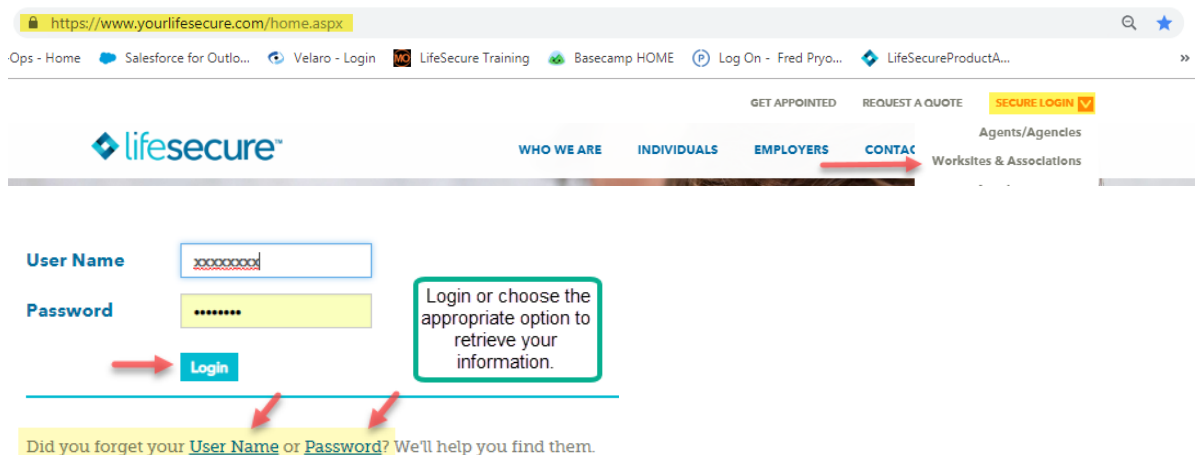 https://www.yourlifesecure.com/home.aspx
-Ops - Home Salesforce for Outlo... Velaro - Login MO LifeSecure Training Basecamp HOME P Log On - Fred Pryo... LifeSecureProductA... »
GET APPOINTED REQUEST A QUOTE SECURE LOGIN
Agents/Agencies
lifesecure™ WHO WE ARE INDIVIDUALS EMPLOYERS CONTAC
Worksites & Associations
User Name xxxxxxxxx
Password ••••••••
Login or choose the
appropriate option to
retrieve your
information.
Login
Did you forget your User Name or Password? We'll help you find them.